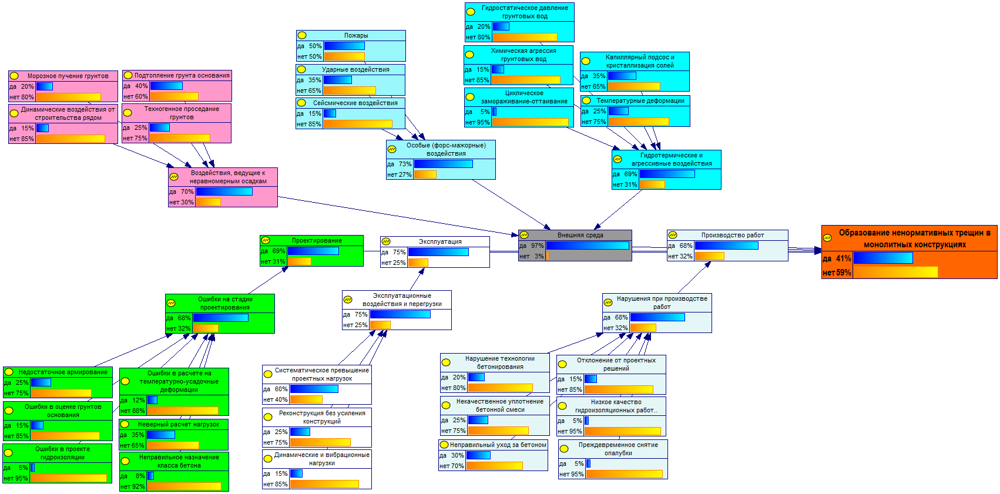 Гидростатическое давление
грунтовых вод
да 20%
нет 80%
Химическая агрессия
грунтовых вод
да 15%
нет 85%
Циклическое
замораживание-оттаивание
да 5%
нет 95%
Капиллярный подсос и
кристаллизация солей
да 35%
нет 65%
Температурные деформации
да 25%
нет 75%
Пожары
да 50%
нет 50%
Ударные воздействия
да 35%
нет 65%
Сейсмические воздействия
да 15%
нет 85%
Морозное пучение грунтов
да 20%
нет 80%
Динамические воздействия от
строительства рядом
да 15%
нет 85%
Подтопление грунта основания
да 40%
нет 60%
Техногенное проседание
грунтов
да 25%
нет 75%
Особые (форс-мажорные)
воздействия
да 73%
нет 27%
Гидротермические и
агрессивные воздействия
да 69%
нет 31%
Воздействия, ведущие к
неравномерным осадкам
да 70%
нет 30%
Проектирование
да 69%
нет 31%
Эксплуатация
да 75%
нет 25%
Внешняя среда
да 97%
нет 3%
Производство работ
да 68%
нет 32%
Образование ненормативных трещин в
монолитных конструкциях
да 41%
нет 59%
Ошибки на стадии
проектирования
да 68%
нет 32%
Эксплуатационные
воздействия и перегрузки
да 75%
нет 25%
Нарушения при производстве
работ
да 68%
нет 32%
Недостаточное армирование
да 25%
нет 75%
Ошибки в оценке грунтов
основания
да 15%
нет 85%
Ошибки в проекте
гидроизоляции
да 5%
нет 95%
Ошибки в расчете на
температурно-усадочные
деформации
да 12%
нет 88%
Неверный расчет нагрузок
да 35%
нет 65%
Неправильное назначение
класса бетона
да 8%
нет 92%
Систематическое превышение
проектных нагрузок
да 60%
нет 40%
Реконструкция без усиления
конструкций
да 25%
нет 75%
Динамические и вибрационные
нагрузки
да 15%
нет 85%
Нарушение технологии
бетонирования
да 20%
нет 80%
Некачественное уплотнение
бетонной смеси
да 25%
нет 75%
Неправильный уход за бетоном
да 30%
нет 70%
Отклонение от проектных
решений
да 15%
нет 85%
Низкое качество
гидроизоляционных работ..
да 5%
нет 95%
Преждевременное снятие
опалубки
да 5%
нет 95%